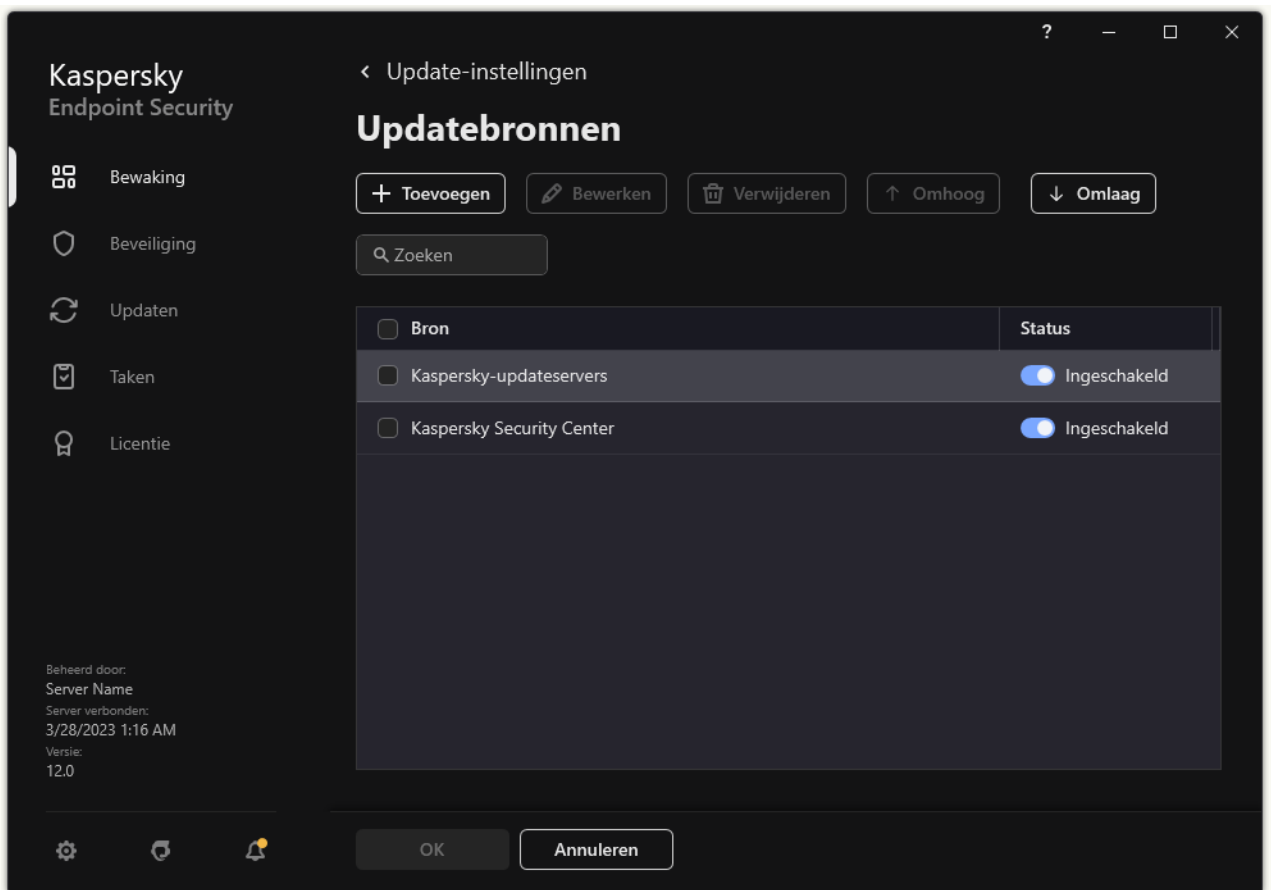 ?
Kaspersky
Endpoint Security
Bewaking
Beveiliging
Updaten
Taken
Licentie
Beheerd door:
Server Name
Server verbonden:
3/28/2023 1:16 AM
Versie:
12.0
Update-instellingen
Updatebronnen
Toevoegen Bewerken Verwijderen Omhoog Omlaag
Zoeken
Bron Status
Kaspersky-updateservers Ingeschakeld
Kaspersky Security Center Ingeschakeld
OK Annuleren